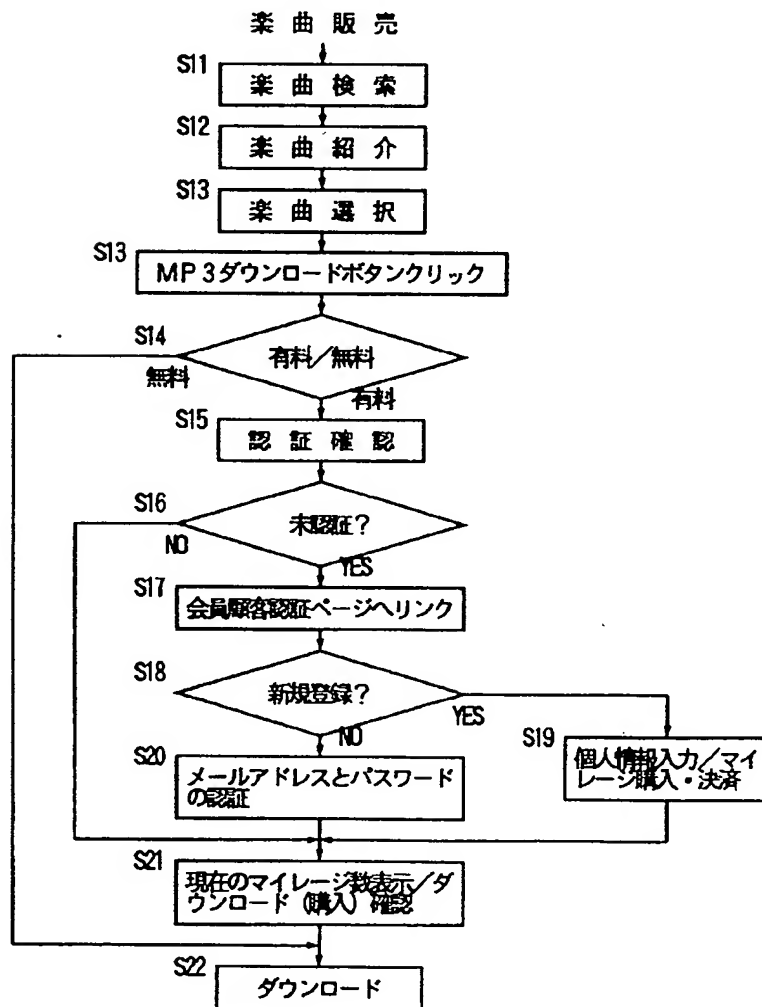 楽曲販売
S11
楽曲検索
S12
楽曲紹介
S13
楽曲選択
S13
MP3ダウンロードボタンクリック
S14
有料/無料
無料
有料
S15
認証確認
S16
未認証?
NO
YES
S17
会員顧客認証ページへリンク
S18
新規登録?
YES
NO
S19
個人情報入力/マイ
レージ購入・決済
S20
メールアドレスとパスワード
の認証
S21
現在のマイレージ数表示/ダ
ウンロード(購入)確認
S22
ダウンロード